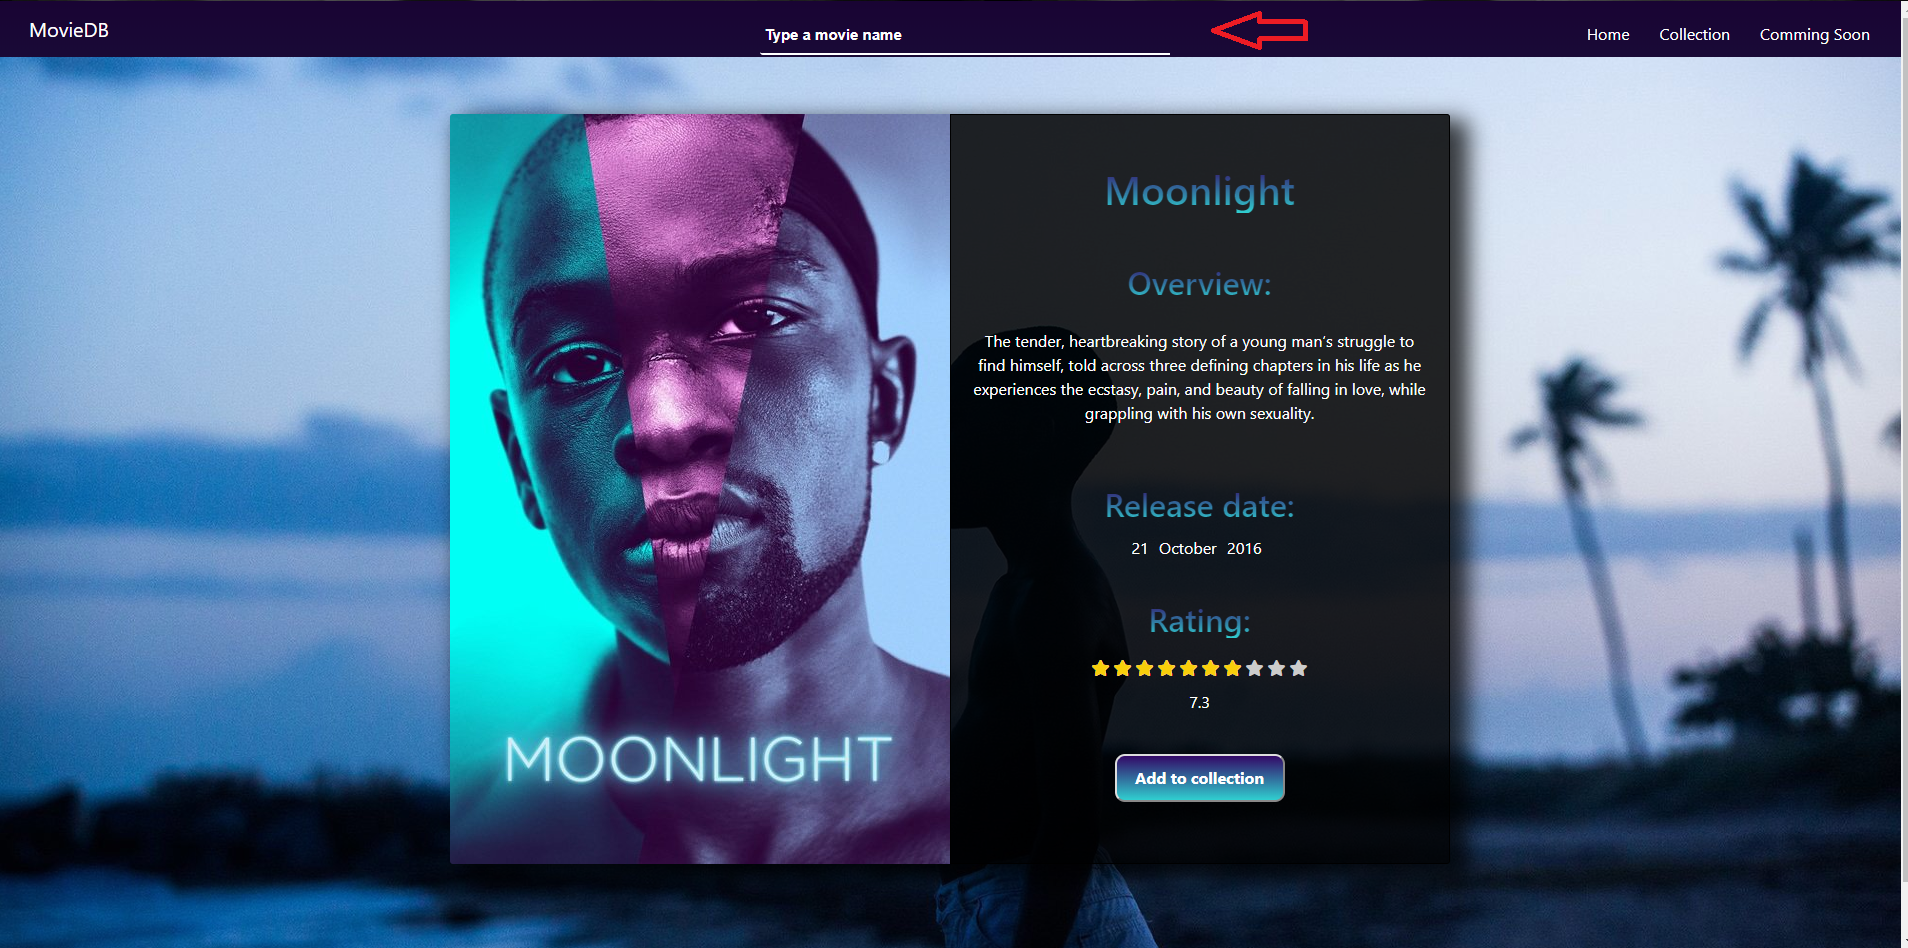 MovieDB
Type a movie name
Home
Collection
Comming Soon
MOONLIGHT
Moonlight
Overview:
The tender, heartbreaking story of a young man’s struggle to
find himself, told across three defining chapters in his life as he
experiences the ecstasy, pain, and beauty of falling in love, while
grappling with his own sexuality.
Release date:
21 October 2016
Rating:
7.3
Add to collection